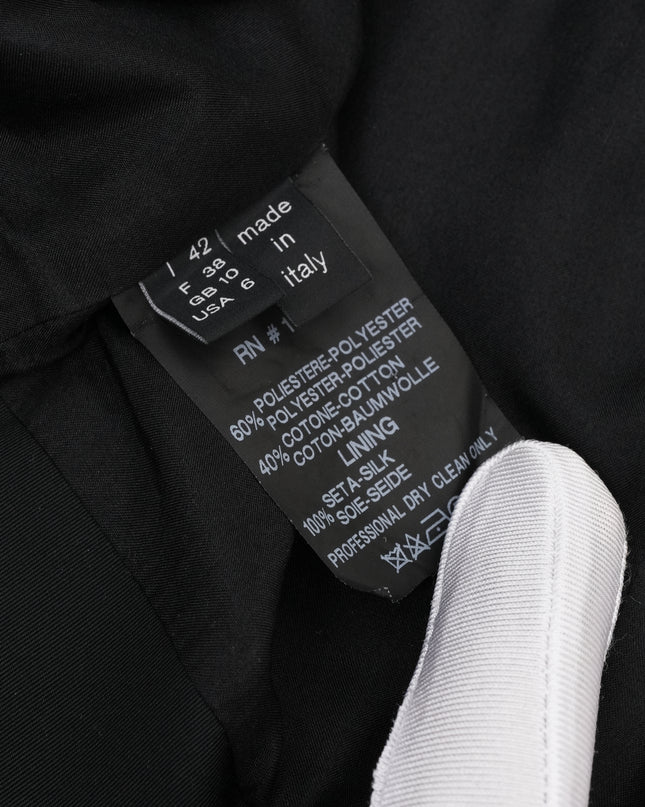 I 42
F 38
GB 10
USA 6
made
in
italy
RN # 1
60% POLIESTERE-POLYESTER
POLYESTER-POLIESTER
40% COTONE-COTTON
COTON-BAUMWOLLE
LINING
100% SETA-SILK
SOIE-SEIDE
PROFESSIONAL DRY CLEAN ONLY